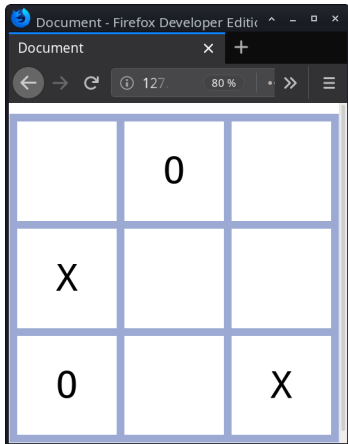 Document - Firefox Developer Editic
Document
127.
80 %
0
X
0 X